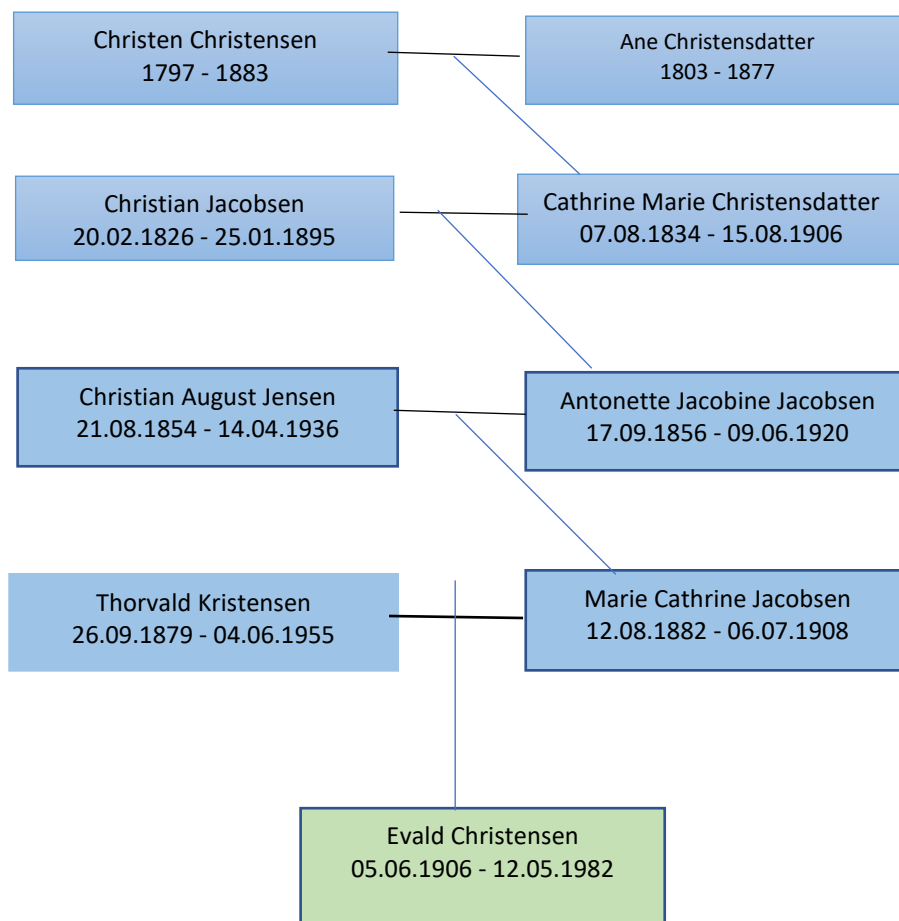 Christen Christensen
1797 - 1883
Ane Christensdatter
1803 - 1877
Christian Jacobsen
20.02.1826 - 25.01.1895
Cathrine Marie Christensdatter
07.08.1834 - 15.08.1906
Christian August Jensen
21.08.1854 - 14.04.1936
Antonette Jacobine Jacobsen
17.09.1856 - 09.06.1920
Thorvald Kristensen
26.09.1879 - 04.06.1955
Marie Cathrine Jacobsen
12.08.1882 - 06.07.1908
Evald Christensen
05.06.1906 - 12.05.1982